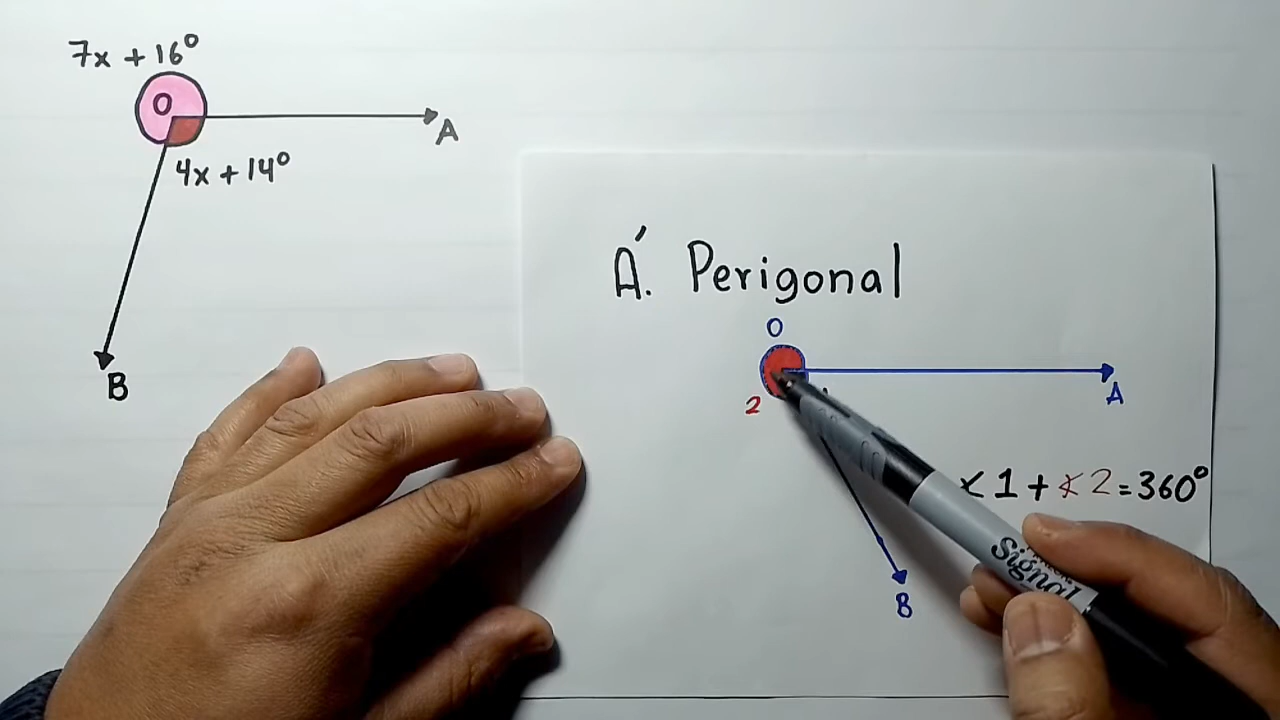 7x + 16°
O
A
4x + 14°
B
Á. Perigonal
O
A
2
∢1 + ∢2 = 360°
Signal
B